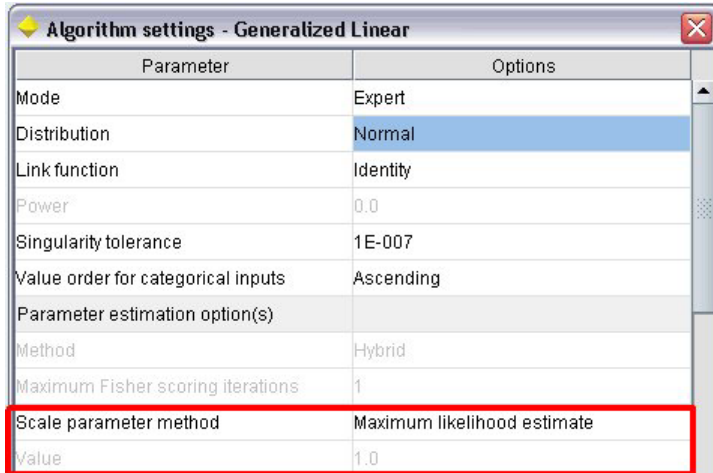 Algorithm settings - Generalized Linear
Parameter Options
Mode Expert
Distribution Normal
Link function Identity
Power 0.0
Singularity tolerance 1E-007
Value order for categorical inputs Ascending
Parameter estimation option(s)
Method Hybrid
Maximum Fisher scoring iterations 1
Scale parameter method Maximum likelihood estimate
Value 1.0